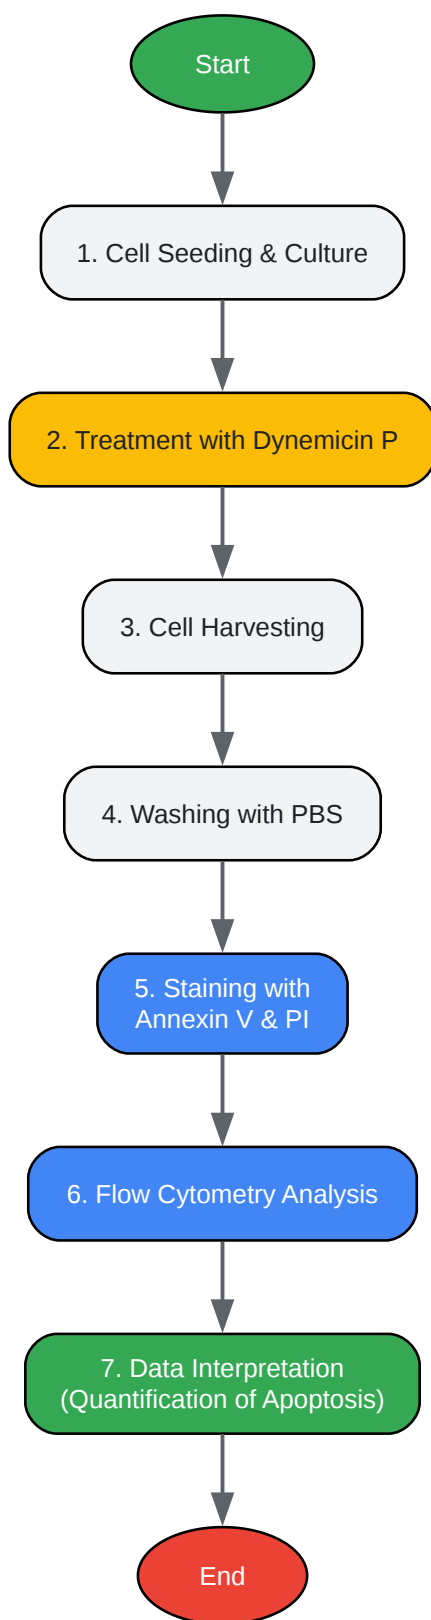 Start
1. Cell Seeding & Culture
2. Treatment with Dynemicin P
3. Cell Harvesting
4. Washing with PBS
5. Staining with
Annexin V & PI
6. Flow Cytometry Analysis
7. Data Interpretation
(Quantification of Apoptosis)
End